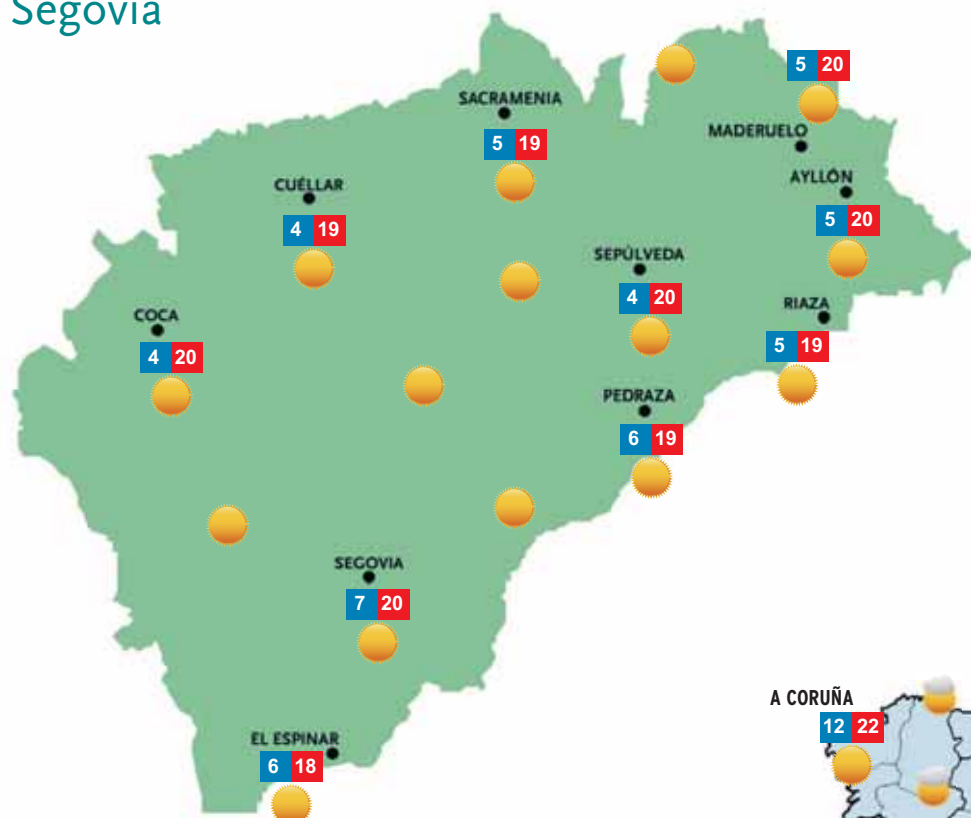 Segovia
5 20
SACRAMENIA
5 19
MADERUELO
AYLLÓN
5 20
CUÉLLAR
4 19
SEPÚLVEDA
4 20
RIAZA
5 19
COCA
4 20
PEDRAZA
6 19
SEGOVIA
7 20
A CORUÑA
12 22
EL ESPINAR
6 18